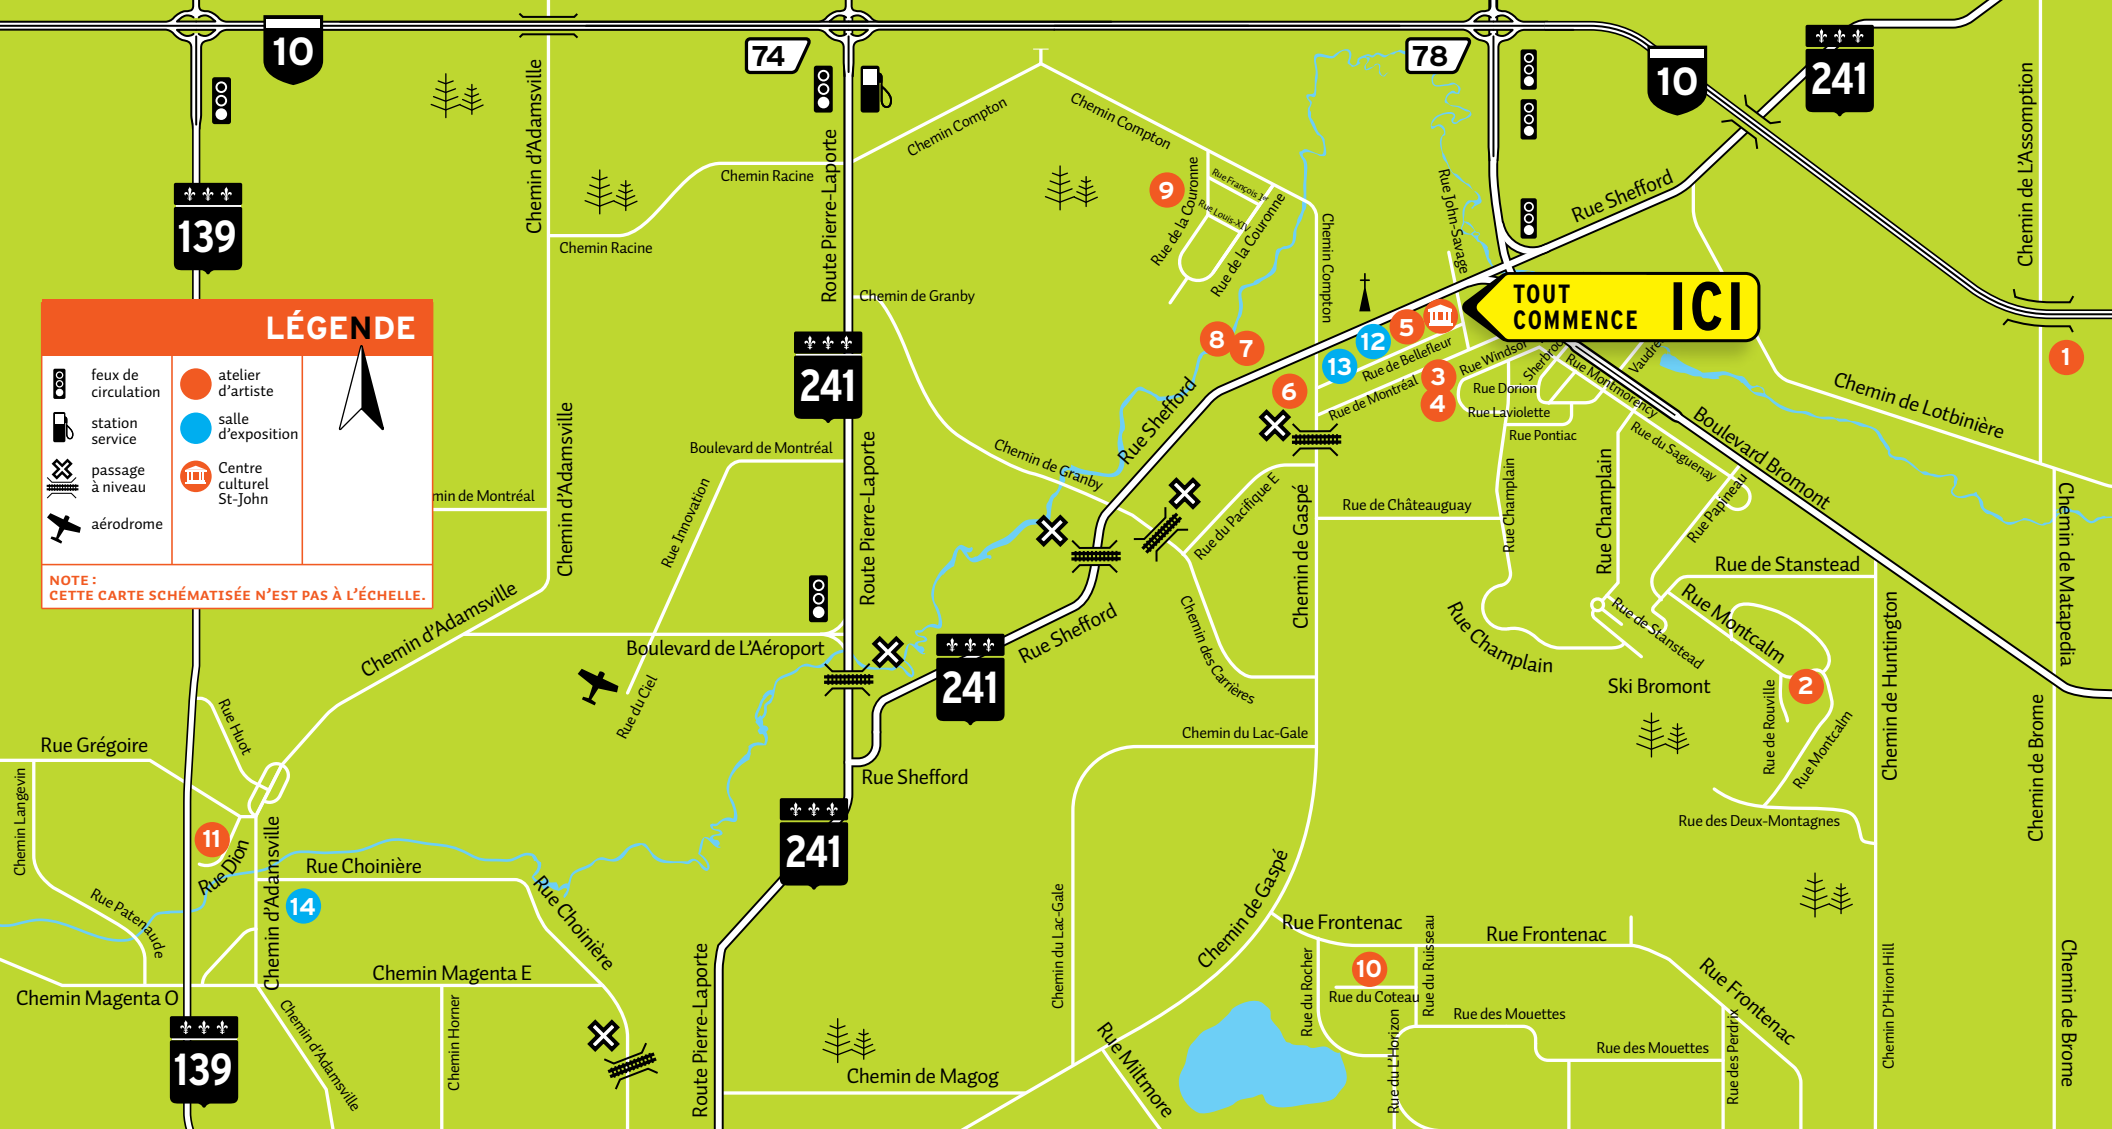 10
74
78
10
241
139
Chemin d'Adamsville
Route Pierre-Laporte
Chemin Compton
Chemin Compton
Chemin Racine
Chemin Racine
Rue de la Couronne
Rue François 1er
Rue Louis-XIV
Rue de la Couronne
9
Chemin Compton
Rue John-Savage
Rue Shefford
Chemin de L'Assomption
Chemin de Granby
LÉGENDE
feux de
circulation
station
service
passage
à niveau
aérodrome
atelier
d'artiste
salle
d'exposition
Centre
culturel
St-John
NOTE :
CETTE CARTE SCHÉMATISÉE N'EST PAS À L'ÉCHELLE.
TOUT
COMMENCE
ICI
241
8
7
12
5
13
6
3
4
1
Rue de Bellefleur
Rue de Montréal
Rue Windsor
Rue Dorion
Rue Laviolette
Rue Pontiac
Rue Montmorency
Chemin de Lotbinière
Boulevard Bromont
Rue Shefford
Chemin de Granby
Boulevard de Montréal
min de Montréal
Chemin d'Adamsville
Rue Innovation
Route Pierre-Laporte
Rue du Pacifique E
Chemin de Gaspé
Rue de Châteauguay
Rue Champlain
Rue Champlain
Rue du Saguenay
Rue Papineau
Rue de Stanstead
Chemin de Matapedia
Chemin d'Adamsville
Boulevard de L'Aéroport
Rue du Ciel
Rue Shefford
241
Chemin des Carrières
Rue Champlain
Rue de Stanstead
Rue Montcalm
Ski Bromont
2
Rue de Rouville
Rue Montcalm
Chemin de Huntington
Chemin de Brome
Rue des Deux-Montagnes
Chemin du Lac-Gale
Rue Shefford
241
Rue Huot
Rue Grégoire
Chemin Langevin
11
Rue Dion
Chemin d'Adamsville
Rue Choinière
14
Rue Choinière
Rue Patenaude
Chemin Magenta E
Chemin Magenta O
139
Chemin d'Adamsville
Chemin Horner
Route Pierre-Laporte
Chemin de Magog
Chemin du Lac-Gale
Chemin de Gaspé
Rue Miltmore
Rue Frontenac
Rue Frontenac
Rue Frontenac
10
Rue du Rocher
Rue du Coteau
Rue du Ruisseau
Rue du L'Horizon
Rue des Mouettes
Rue des Mouettes
Rue des Perdrix
Chemin D'Hiron Hill
Chemin de Brome